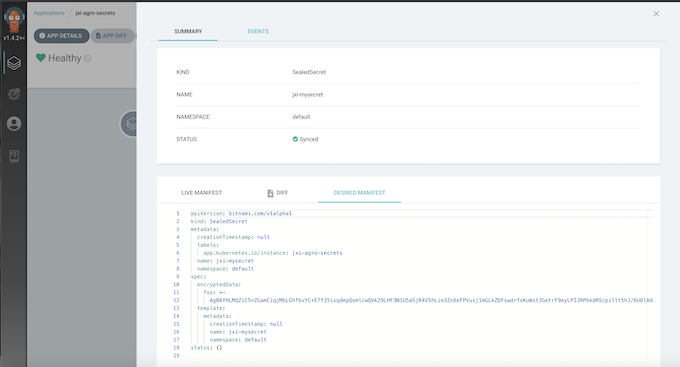 Applications / jxi-agro-secrets
v1.4.2+
APP DETAILS
APP DIFF
Healthy
SUMMARY
EVENTS
KIND SealedSecret
NAME jxi-mysecret
NAMESPACE default
STATUS Synced
LIVE MANIFEST
DIFF
DESIRED MANIFEST
1 apiVersion: bitnami.com/v1alpha1
2 kind: SealedSecret
3 metadata:
4 creationTimestamp: null
5 labels:
6 app.kubernetes.io/instance: jxi-agro-secrets
7 name: jxi-mysecret
8 namespace: default
9 spec:
10 encryptedData:
11 foo: >-
12
13 template:
14 metadata:
15 creationTimestamp: null
16 name: jxi-mysecret
17 namespace: default
18 status: {}
19